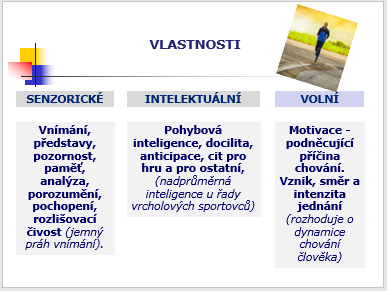 VLASTNOSTI
SENZORICKÉ
Vnímání,
představy,
pozornost,
paměť,
analýza,
porozumění,
pochopení,
rozlišovací
čivost (jemný
práh vnímání).
INTELEKTUÁLNÍ
Pohybová
inteligence, docilita,
anticipace, cit pro
hru a pro ostatní,
(nadprůměrná
inteligence u řady
vrcholových sportovců)
VOLNÍ
Motivace -
podněcující
příčina
chování.
Vznik, směr a
intenzita
jednání
(rozhoduje o
dynamice
chování
člověka)